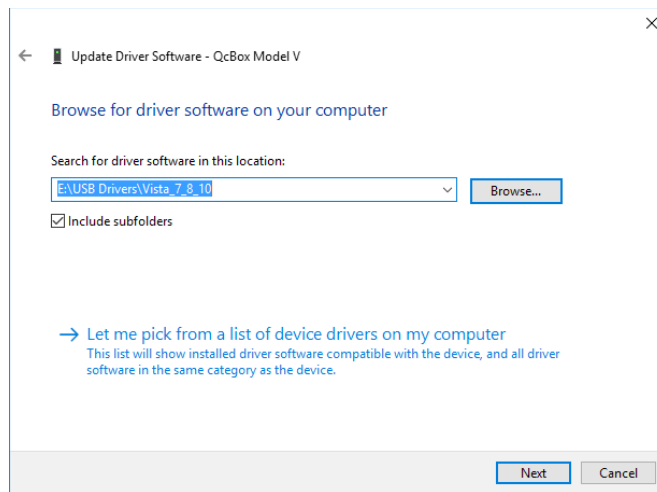 Update Driver Software - QcBox Model V
Browse for driver software on your computer
Search for driver software in this location:
E:\USB Drivers\Vista_7_8_10
Browse...
Include subfolders
Let me pick from a list of device drivers on my computer
This list will show installed driver software compatible with the device, and all driver
software in the same category as the device.
Next
Cancel